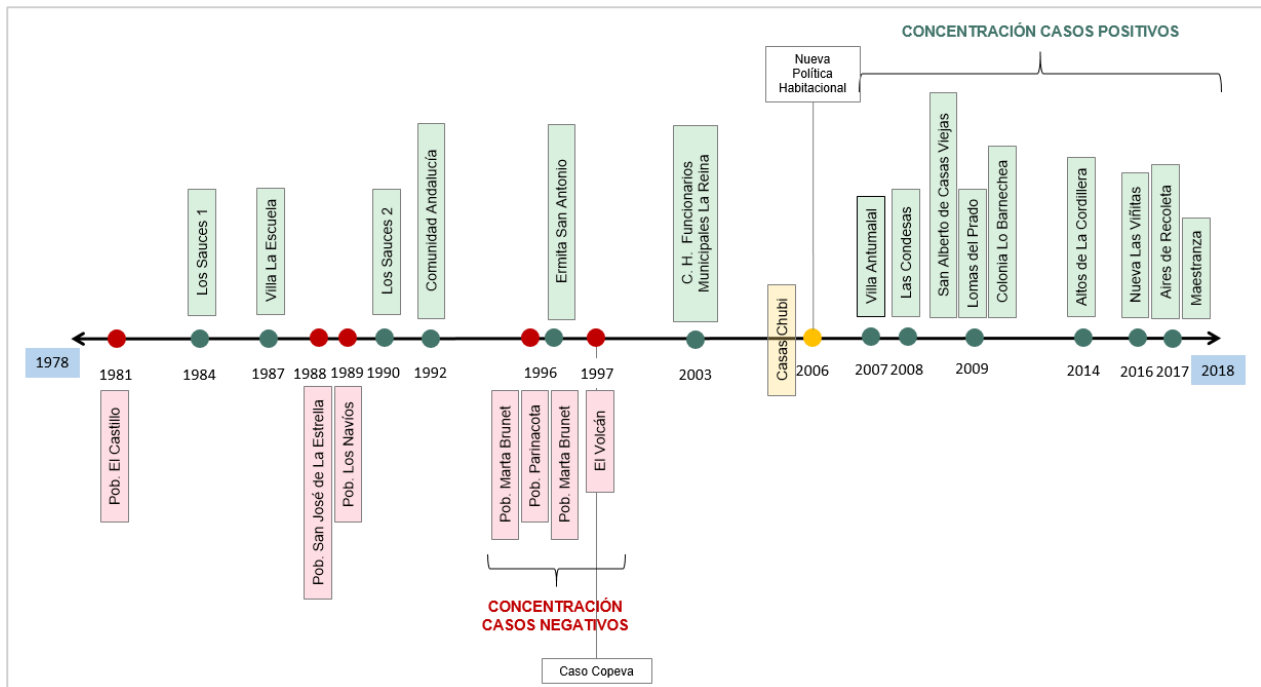 CONCENTRACIÓN CASOS POSITIVOS
Nueva
Política
Habitacional
Los Sauces 1
Villa La Escuela
Los Sauces 2
Comunidad Andalucía
Ermita San Antonio
C. H. Funcionarios
Municipales La Reina
Casas Chubi
Villa Antumalal
Las Condesas
San Alberto de Casas Viejas
Lomas del Prado
Colonia Lo Barnechea
Altos de La Cordillera
Nueva Las Viñitas
Aires de Recoleta
Maestranza
1978
1981
1984
1987
1988
1989
1990
1992
1996
1997
2003
2006
2007
2008
2009
2014
2016
2017
2018
Pob. El Castillo
Pob. San José de La Estrella
Pob. Los Navíos
Pob. Marta Brunet
Pob. Parinacota
Pob. Marta Brunet
El Volcán
CONCENTRACIÓN
CASOS NEGATIVOS
Caso Copeva